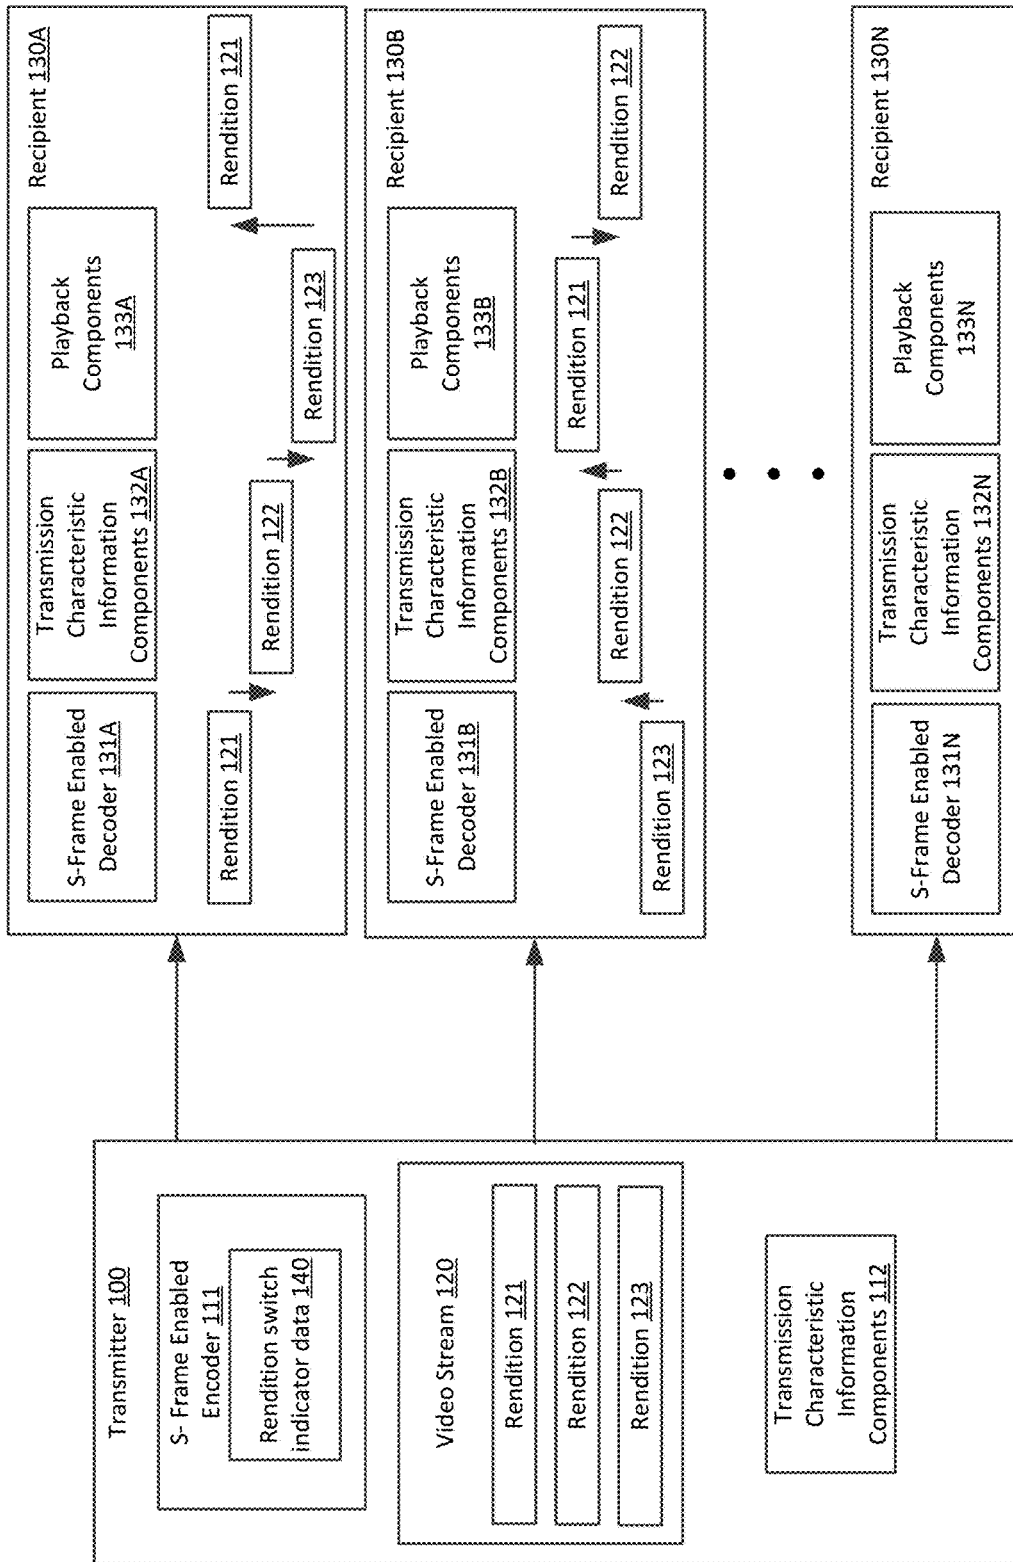 Transmitter 100
S- Frame Enabled
Encoder 111
Rendition switch
indicator data 140
Video Stream 120
Rendition 121
Rendition 122
Rendition 123
Transmission
Characteristic
Information
Components 112
Recipient 130A
S-Frame Enabled
Decoder 131A
Transmission
Characteristic
Information
Components 132A
Playback
Components
133A
Rendition 121
Rendition 122
Rendition 123
Rendition 121
Recipient 130B
S-Frame Enabled
Decoder 131B
Transmission
Characteristic
Information
Components 132B
Playback
Components
133B
Rendition 123
Rendition 122
Rendition 121
Rendition 122
Recipient 130N
S-Frame Enabled
Decoder 131N
Transmission
Characteristic
Information
Components 132N
Playback
Components
133N